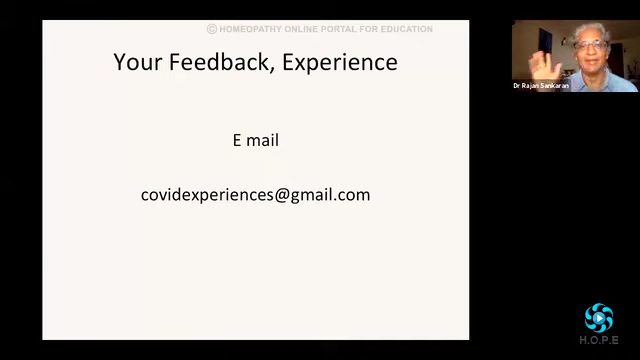 © HOMEOPATHY ONLINE PORTAL FOR EDUCATION
Your Feedback, Experience
E mail
covidexperiences@gmail.com
Dr Rajan Sankaran
H.O.P.E